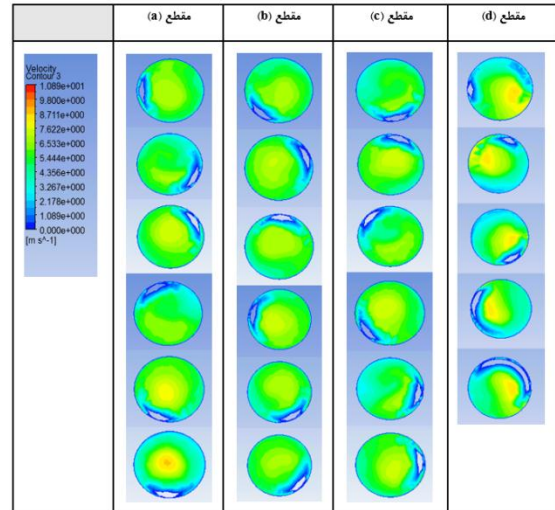 مقطع (a)
مقطع (b)
مقطع (c)
مقطع (d)
Velocity
Contour 3
1.089e+001
9.800e+000
8.711e+000
7.622e+000
6.533e+000
5.444e+000
4.356e+000
3.267e+000
2.178e+000
1.089e+000
0.000e+000
[m s^-1]